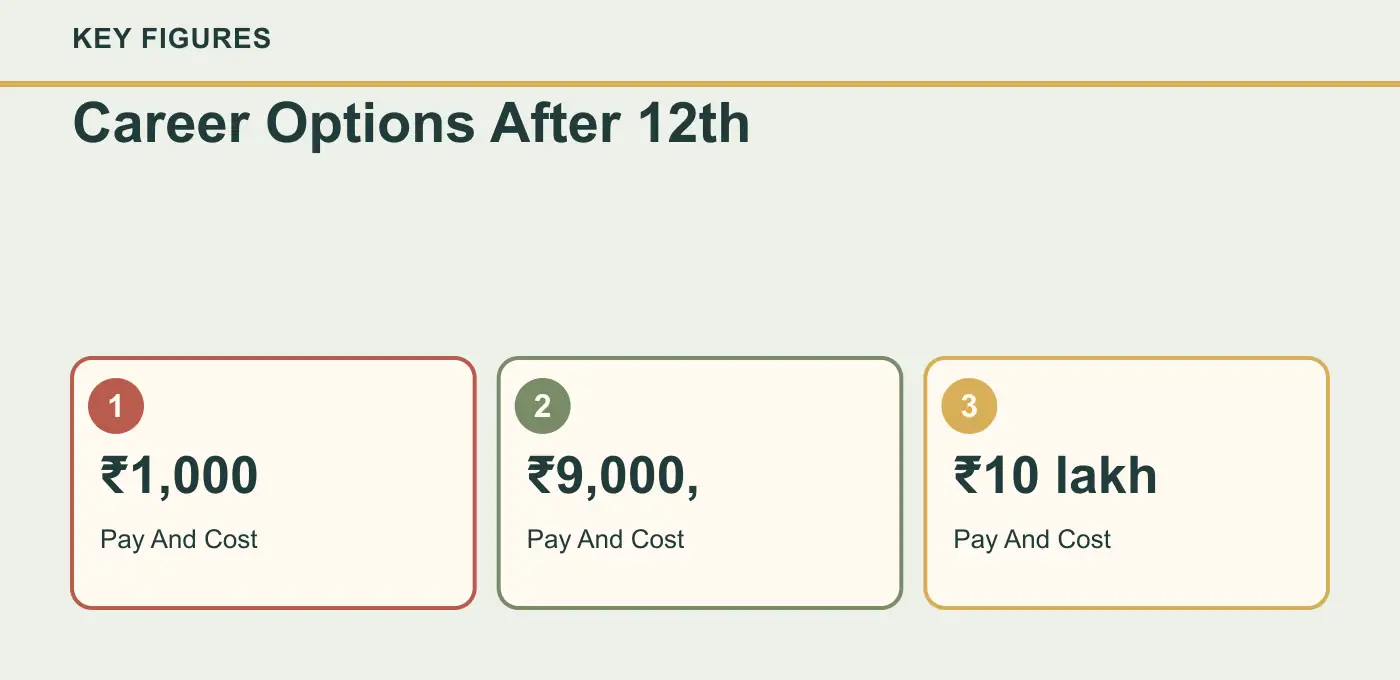 KEY FIGURES
Career Options After 12th
1
₹1,000
Pay And Cost
2
₹9,000,
Pay And Cost
3
₹10 lakh
Pay And Cost